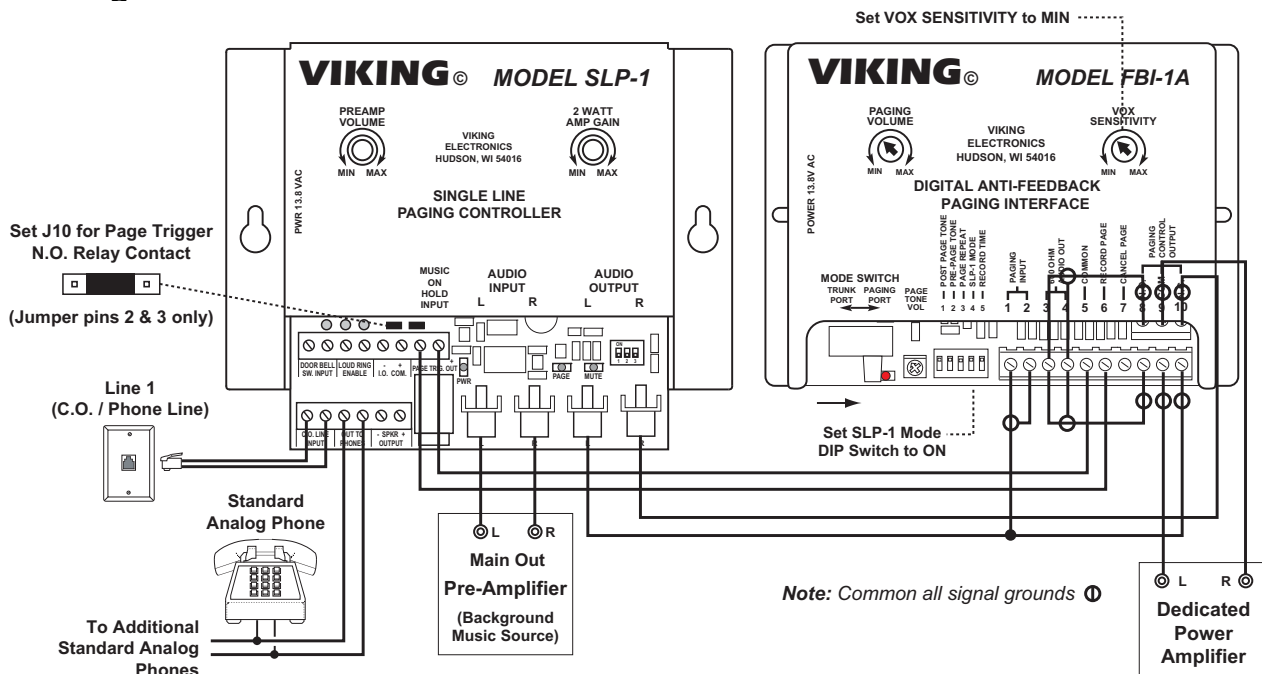 Set VOX SENSITIVITY to MIN
VIKING©
MODEL SLP-1
PREAMP
VOLUME
MIN MAX
2 WATT
AMP GAIN
MIN MAX
VIKING
ELECTRONICS
HUDSON, WI 54016
PWR 13.8 VAC
SINGLE LINE
PAGING CONTROLLER
MUSIC
ON
HOLD
INPUT
AUDIO
INPUT
L R
AUDIO
OUTPUT
L R
DOOR BELL
SW. INPUT
LOUD RING
ENABLE
- +
I.O. COM.
PAGE TRIG. OUT
+
PWR
PAGE
MUTE
ON
1 2 3
C.O. LINE
INPUT
OUT TO
PHONES
- SPKR +
OUTPUT
L R R
Set J10 for Page Trigger
N.O. Relay Contact
(Jumper pins 2 & 3 only)
Line 1
(C.O. / Phone Line)
Standard
Analog Phone
To Additional
Standard Analog
Phones
L R
Main Out
Pre-Amplifier
(Background
Music Source)
VIKING©
MODEL FBI-1A
PAGING
VOLUME
MIN MAX
VOX
SENSITIVITY
MIN MAX
VIKING
ELECTRONICS
HUDSON, WI 54016
POWER 13.8V AC
DIGITAL ANTI-FEEDBACK
PAGING INTERFACE
MODE SWITCH
TRUNK
PORT
PAGING
PORT
PAGE
TONE
VOL
POST PAGE TONE
PRE-PAGE TONE
PAGE REPEAT
SLP-1 MODE
RECORD TIME
1 2 3 4 5
PAGING
INPUT
AUDIO OUT
COMMON
RECORD PAGE
CANCEL PAGE
PAGING
CONTROL
OUTPUT
1 2 3 4 5 6 7 8 9 10
Set SLP-1 Mode
DIP Switch to ON
Note: Common all signal grounds
L R
Dedicated
Power
Amplifier